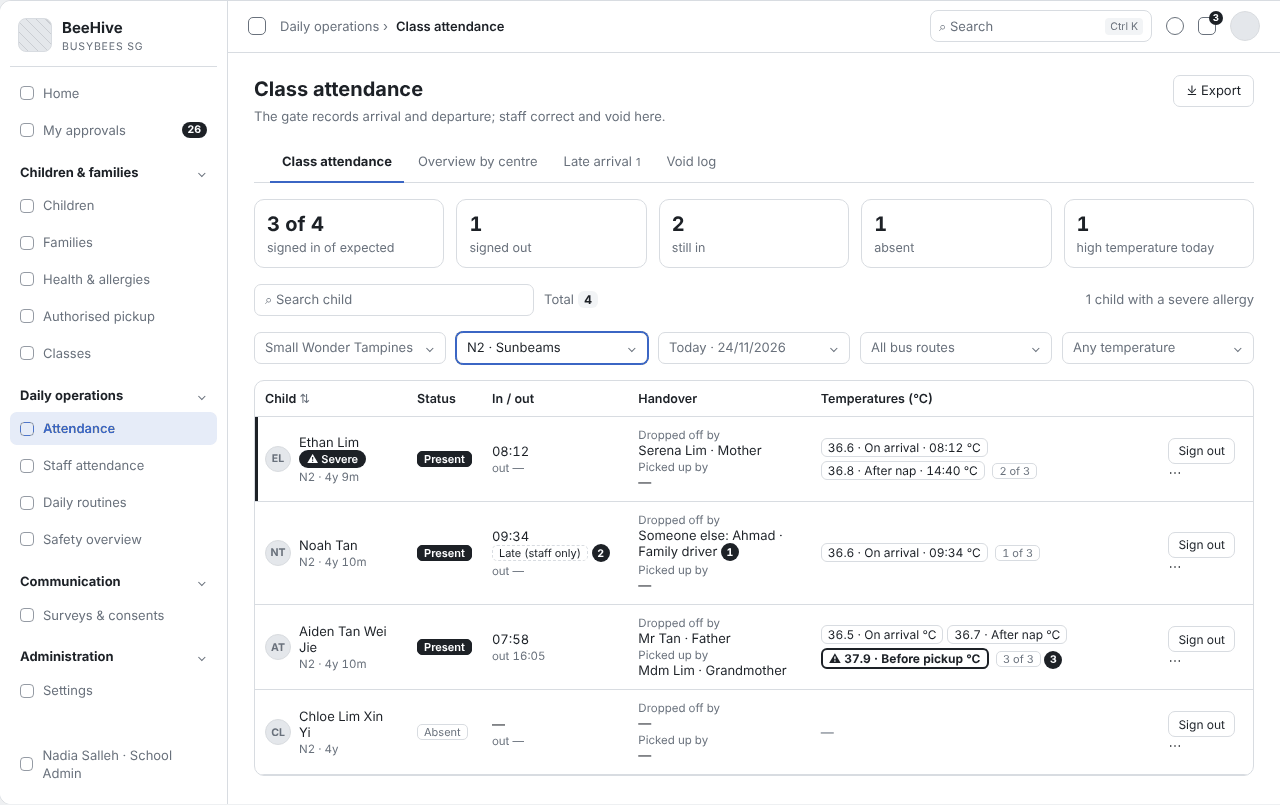 BeeHive
BUSYBEES SG
Home
My approvals 26
Children & families
Children
Families
Health & allergies
Authorised pickup
Classes
Daily operations
Attendance
Staff attendance
Daily routines
Safety overview
Communication
Surveys & consents
Administration
Settings
Nadia Salleh · School
Admin
Daily operations › Class attendance
Search Ctrl K
3
Class attendance
The gate records arrival and departure; staff correct and void here.
Export
Class attendance Overview by centre Late arrival 1 Void log
3 of 4
signed in of expected
1
signed out
2
still in
1
absent
1
high temperature today
Search child Total 4 1 child with a severe allergy
Small Wonder Tampines N2 · Sunbeams Today · 24/11/2026 All bus routes Any temperature
Child ⇅ Status In / out Handover Temperatures (°C)
EL
Ethan Lim
⚠ Severe
N2 · 4y 9m
Present
08:12
out —
Dropped off by
Serena Lim · Mother
Picked up by
—
36.6 · On arrival · 08:12 °C
36.8 · After nap · 14:40 °C 2 of 3
Sign out
...
NT
Noah Tan
N2 · 4y 10m
Present
09:34
Late (staff only) 2
out —
Dropped off by
Someone else: Ahmad ·
Family driver 1
Picked up by
—
36.6 · On arrival · 09:34 °C 1 of 3
Sign out
...
AT
Aiden Tan Wei
Jie
N2 · 4y 10m
Present
07:58
out 16:05
Dropped off by
Mr Tan · Father
Picked up by
Mdm Lim · Grandmother
36.5 · On arrival °C 36.7 · After nap °C
⚠ 37.9 · Before pickup °C 3 of 3 3
Sign out
...
CL
Chloe Lim Xin
Yi
N2 · 4y
Absent
—
out —
Dropped off by
—
Picked up by
—
—
Sign out
...